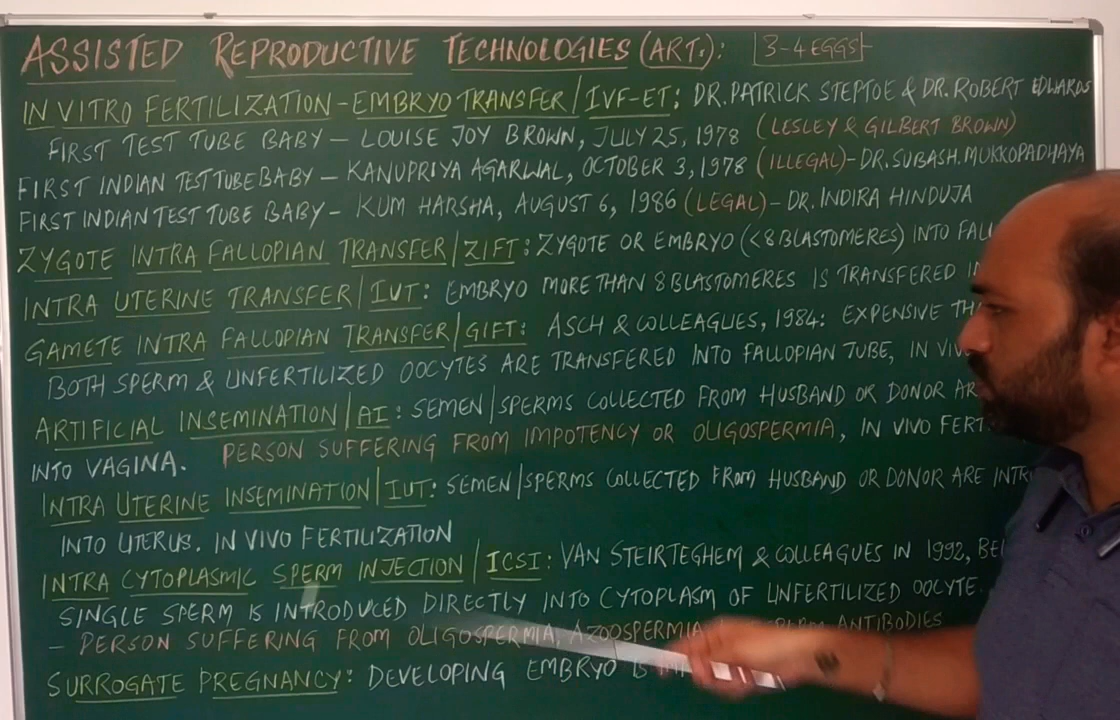 ASSISTED REPRODUCTIVE TECHNOLOGIES (ARTs): 3-4 EGGS
IN VITRO FERTILIZATION-EMBRYO TRANSFER/IVF-ET: DR. PATRICK STEPTOE & DR. ROBERT EDWARDS
FIRST TEST TUBE BABY - LOUISE JOY BROWN, JULY 25, 1978 (LESLEY & GILBERT BROWN)
FIRST INDIAN TEST TUBE BABY - KANUPRIYA AGARWAL, OCTOBER 3, 1978 (ILLEGAL)- DR. SUBASH. MUKKOPADHAYA
FIRST INDIAN TEST TUBE BABY - KUM HARSHA, AUGUST 6, 1986 (LEGAL)- DR. INDIRA HINDUJA
ZYGOTE INTRA FALLOPIAN TRANSFER/ZIFT: ZYGOTE OR EMBRYO (<8 BLASTOMERES) INTO
INTRA UTERINE TRANSFER/IUT: EMBRYO MORE THAN 8 BLASTOMERES IS TRANSFERED
GAMETE INTRA FALLOPIAN TRANSFER/GIFT: ASCH & COLLEAGUES, 1984: EXPENSIVE
BOTH SPERM & UNFERTILIZED OOCYTES ARE TRANSFERED INTO FALLOPIAN TUBE, IN
ARTIFICIAL INSEMINATION/AI: SEMEN/SPERMS COLLECTED FROM HUSBAND OR DONOR
INTO VAGINA. PERSON SUFFERING FROM IMPOTENCY OR OLIGOSPERMIA, IN VIVO FERT.
INTRA UTERINE INSEMINATION/IUT: SEMEN/SPERMS COLLECTED FROM HUSBAND OR DONOR ARE
INTO UTERUS. IN VIVO FERTILIZATION
INTRA CYTOPLASMIC SPERM INJECTION/ICSI: VAN STEIRTEGHEM & COLLEAGUES IN 1992,
SINGLE SPERM IS INTRODUCED DIRECTLY INTO CYTOPLASM OF UNFERTILIZED OOCYTE.
- PERSON SUFFERING FROM OLIGOSPERMIA, AZOOSPERMIA ANTIBODIES
SURROGATE PREGNANCY: DEVELOPING EMBRYO IS